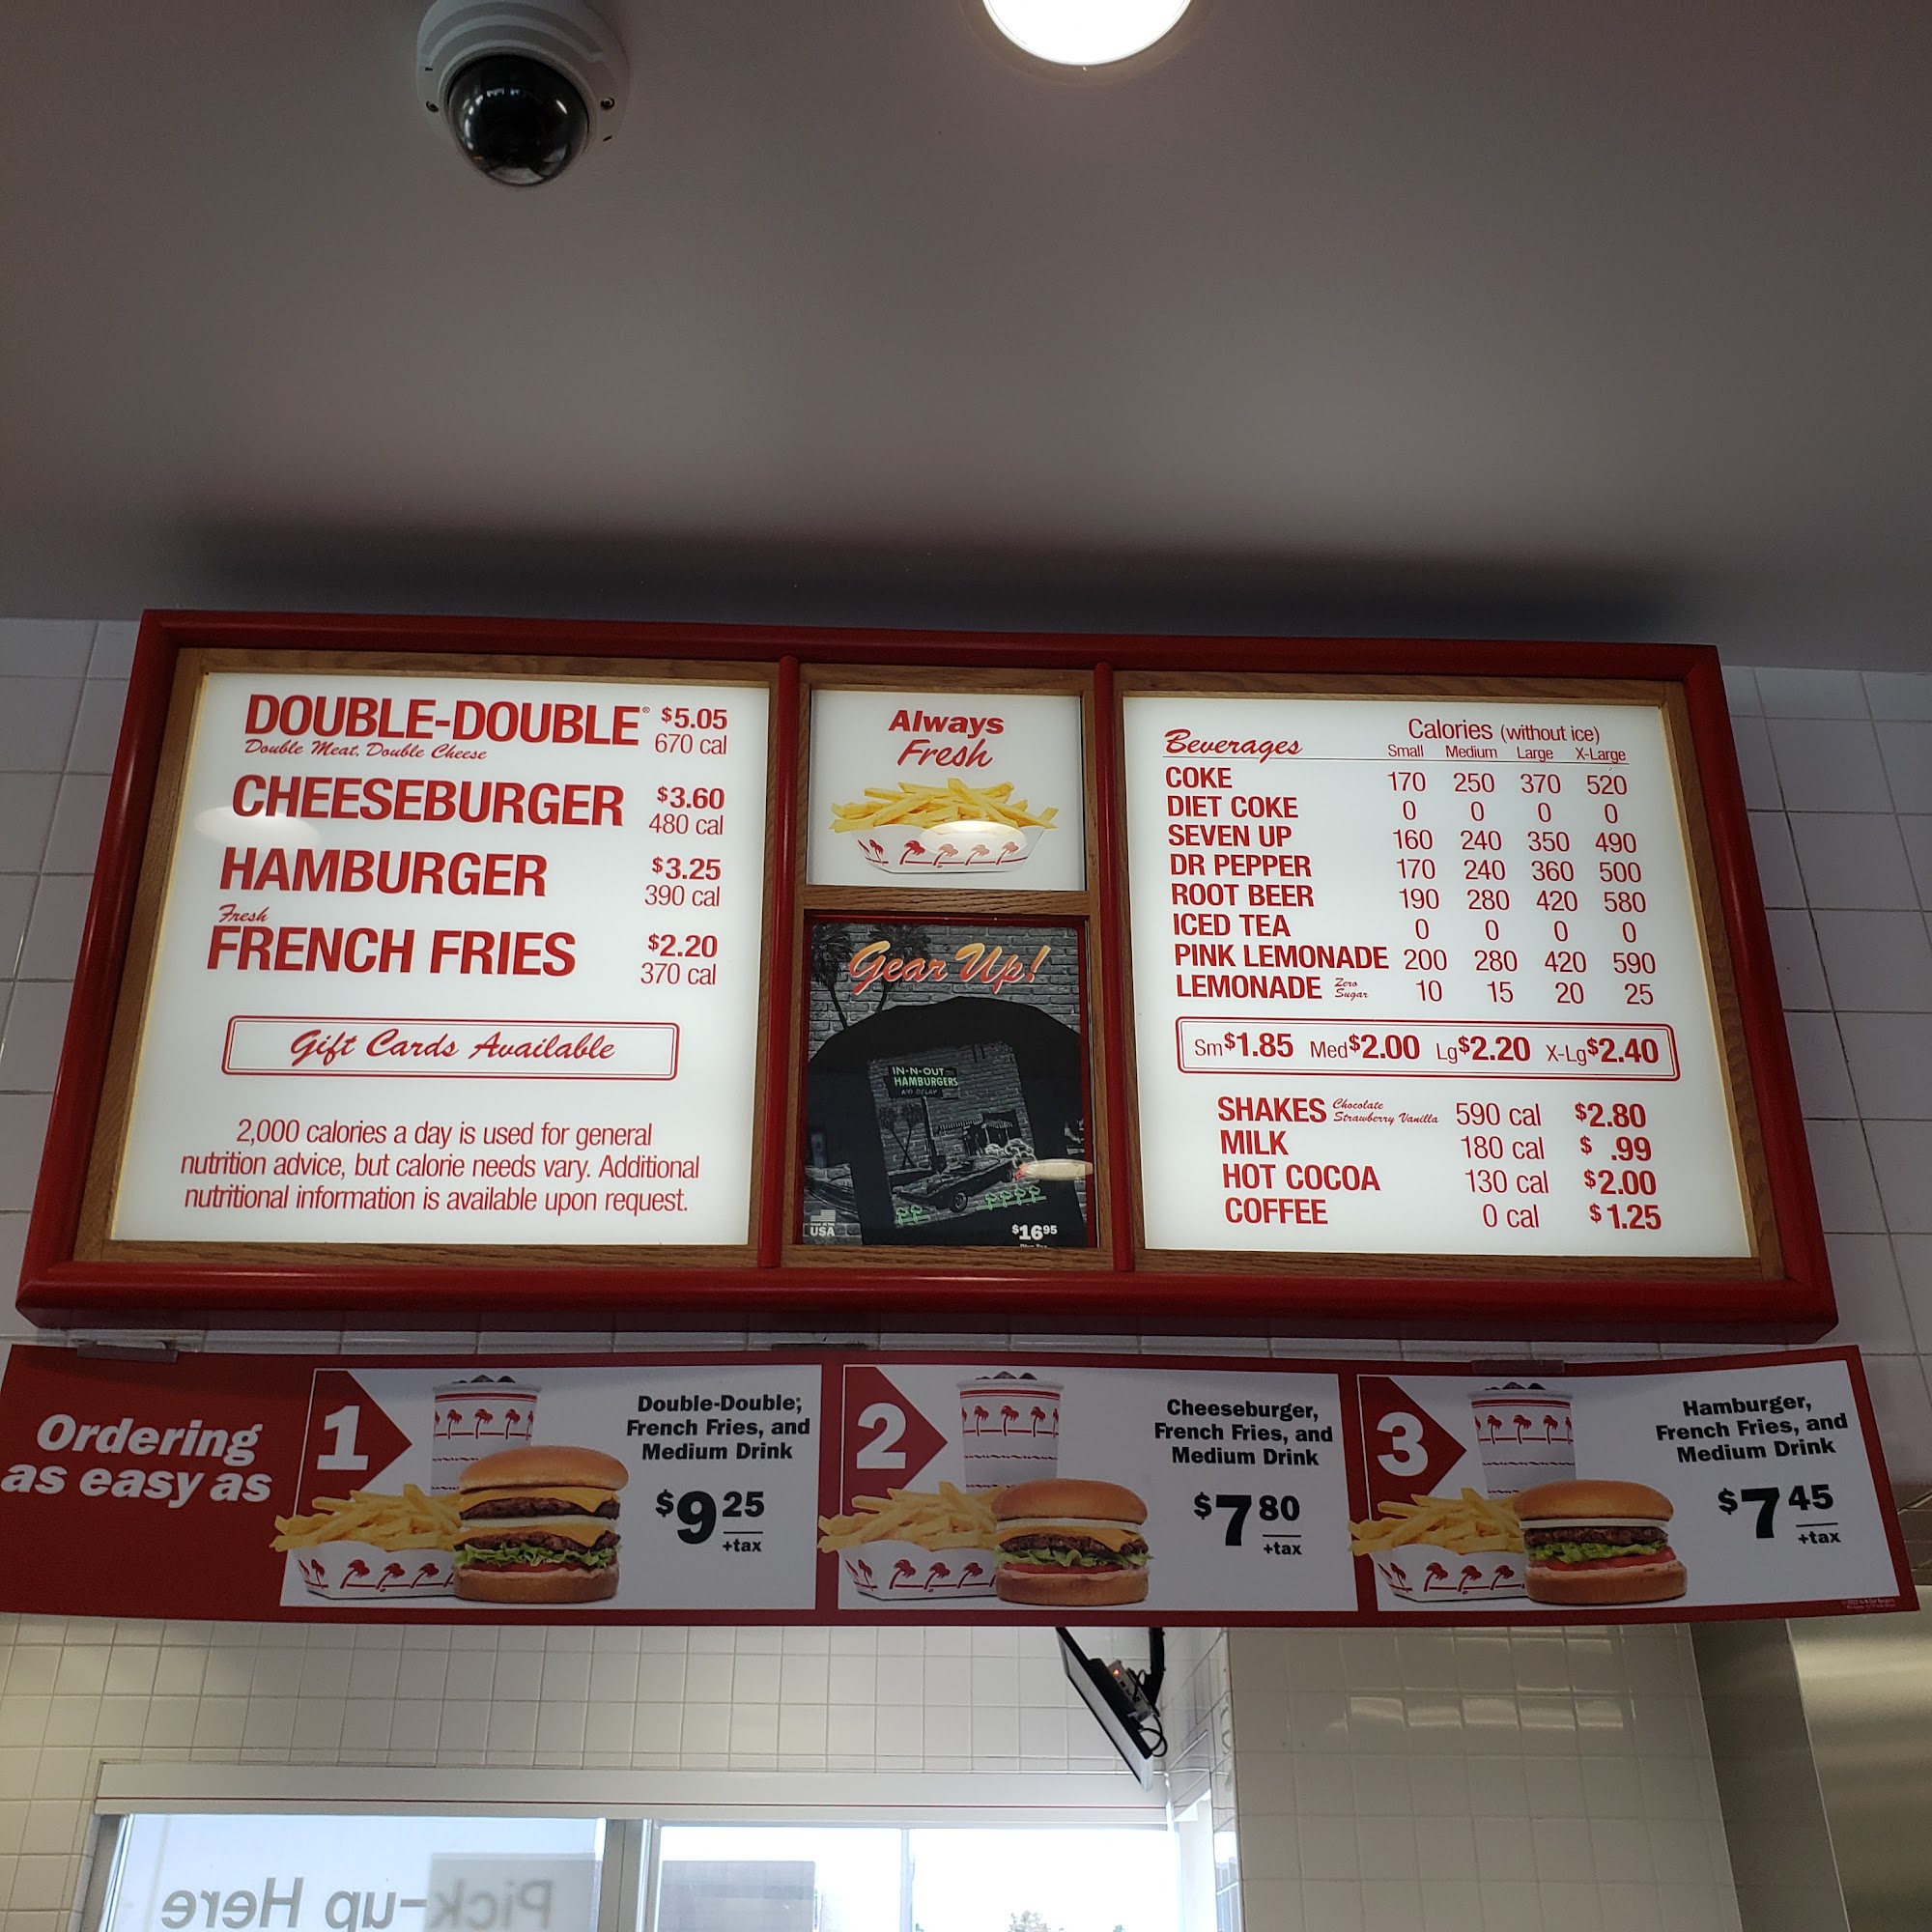 DOUBLE-DOUBLE® $5.05
Double Meat, Double Cheese 670 cal
CHEESEBURGER $3.60
480 cal
HAMBURGER $3.25
390 cal
Fresh
FRENCH FRIES $2.20
370 cal
Gift Cards Available
2,000 calories a day is used for general
nutrition advice, but calorie needs vary. Additional
nutritional information is available upon request.
Always
Fresh
Gear Up!
IN-N-OUT
HAMBURGERS
NO DELAY
USA
$16⁹⁵
Beverages Calories (without ice)
Small Medium Large X-Large
COKE 170 250 370 520
DIET COKE 0 0 0 0
SEVEN UP 160 240 350 490
DR PEPPER 170 240 360 500
ROOT BEER 190 280 420 580
ICED TEA 0 0 0 0
PINK LEMONADE 200 280 420 590
LEMONADE Zero Sugar 10 15 20 25
Sm $1.85 Med $2.00 Lg $2.20 X-Lg $2.40
SHAKES Chocolate Strawberry Vanilla 590 cal $2.80
MILK 180 cal $ .99
HOT COCOA 130 cal $2.00
COFFEE 0 cal $1.25
Ordering
as easy as
1
Double-Double,
French Fries, and
Medium Drink
$9 25
+tax
2
Cheeseburger,
French Fries, and
Medium Drink
$7 80
+tax
3
Hamburger,
French Fries, and
Medium Drink
$7 45
+tax
Pick-up Here